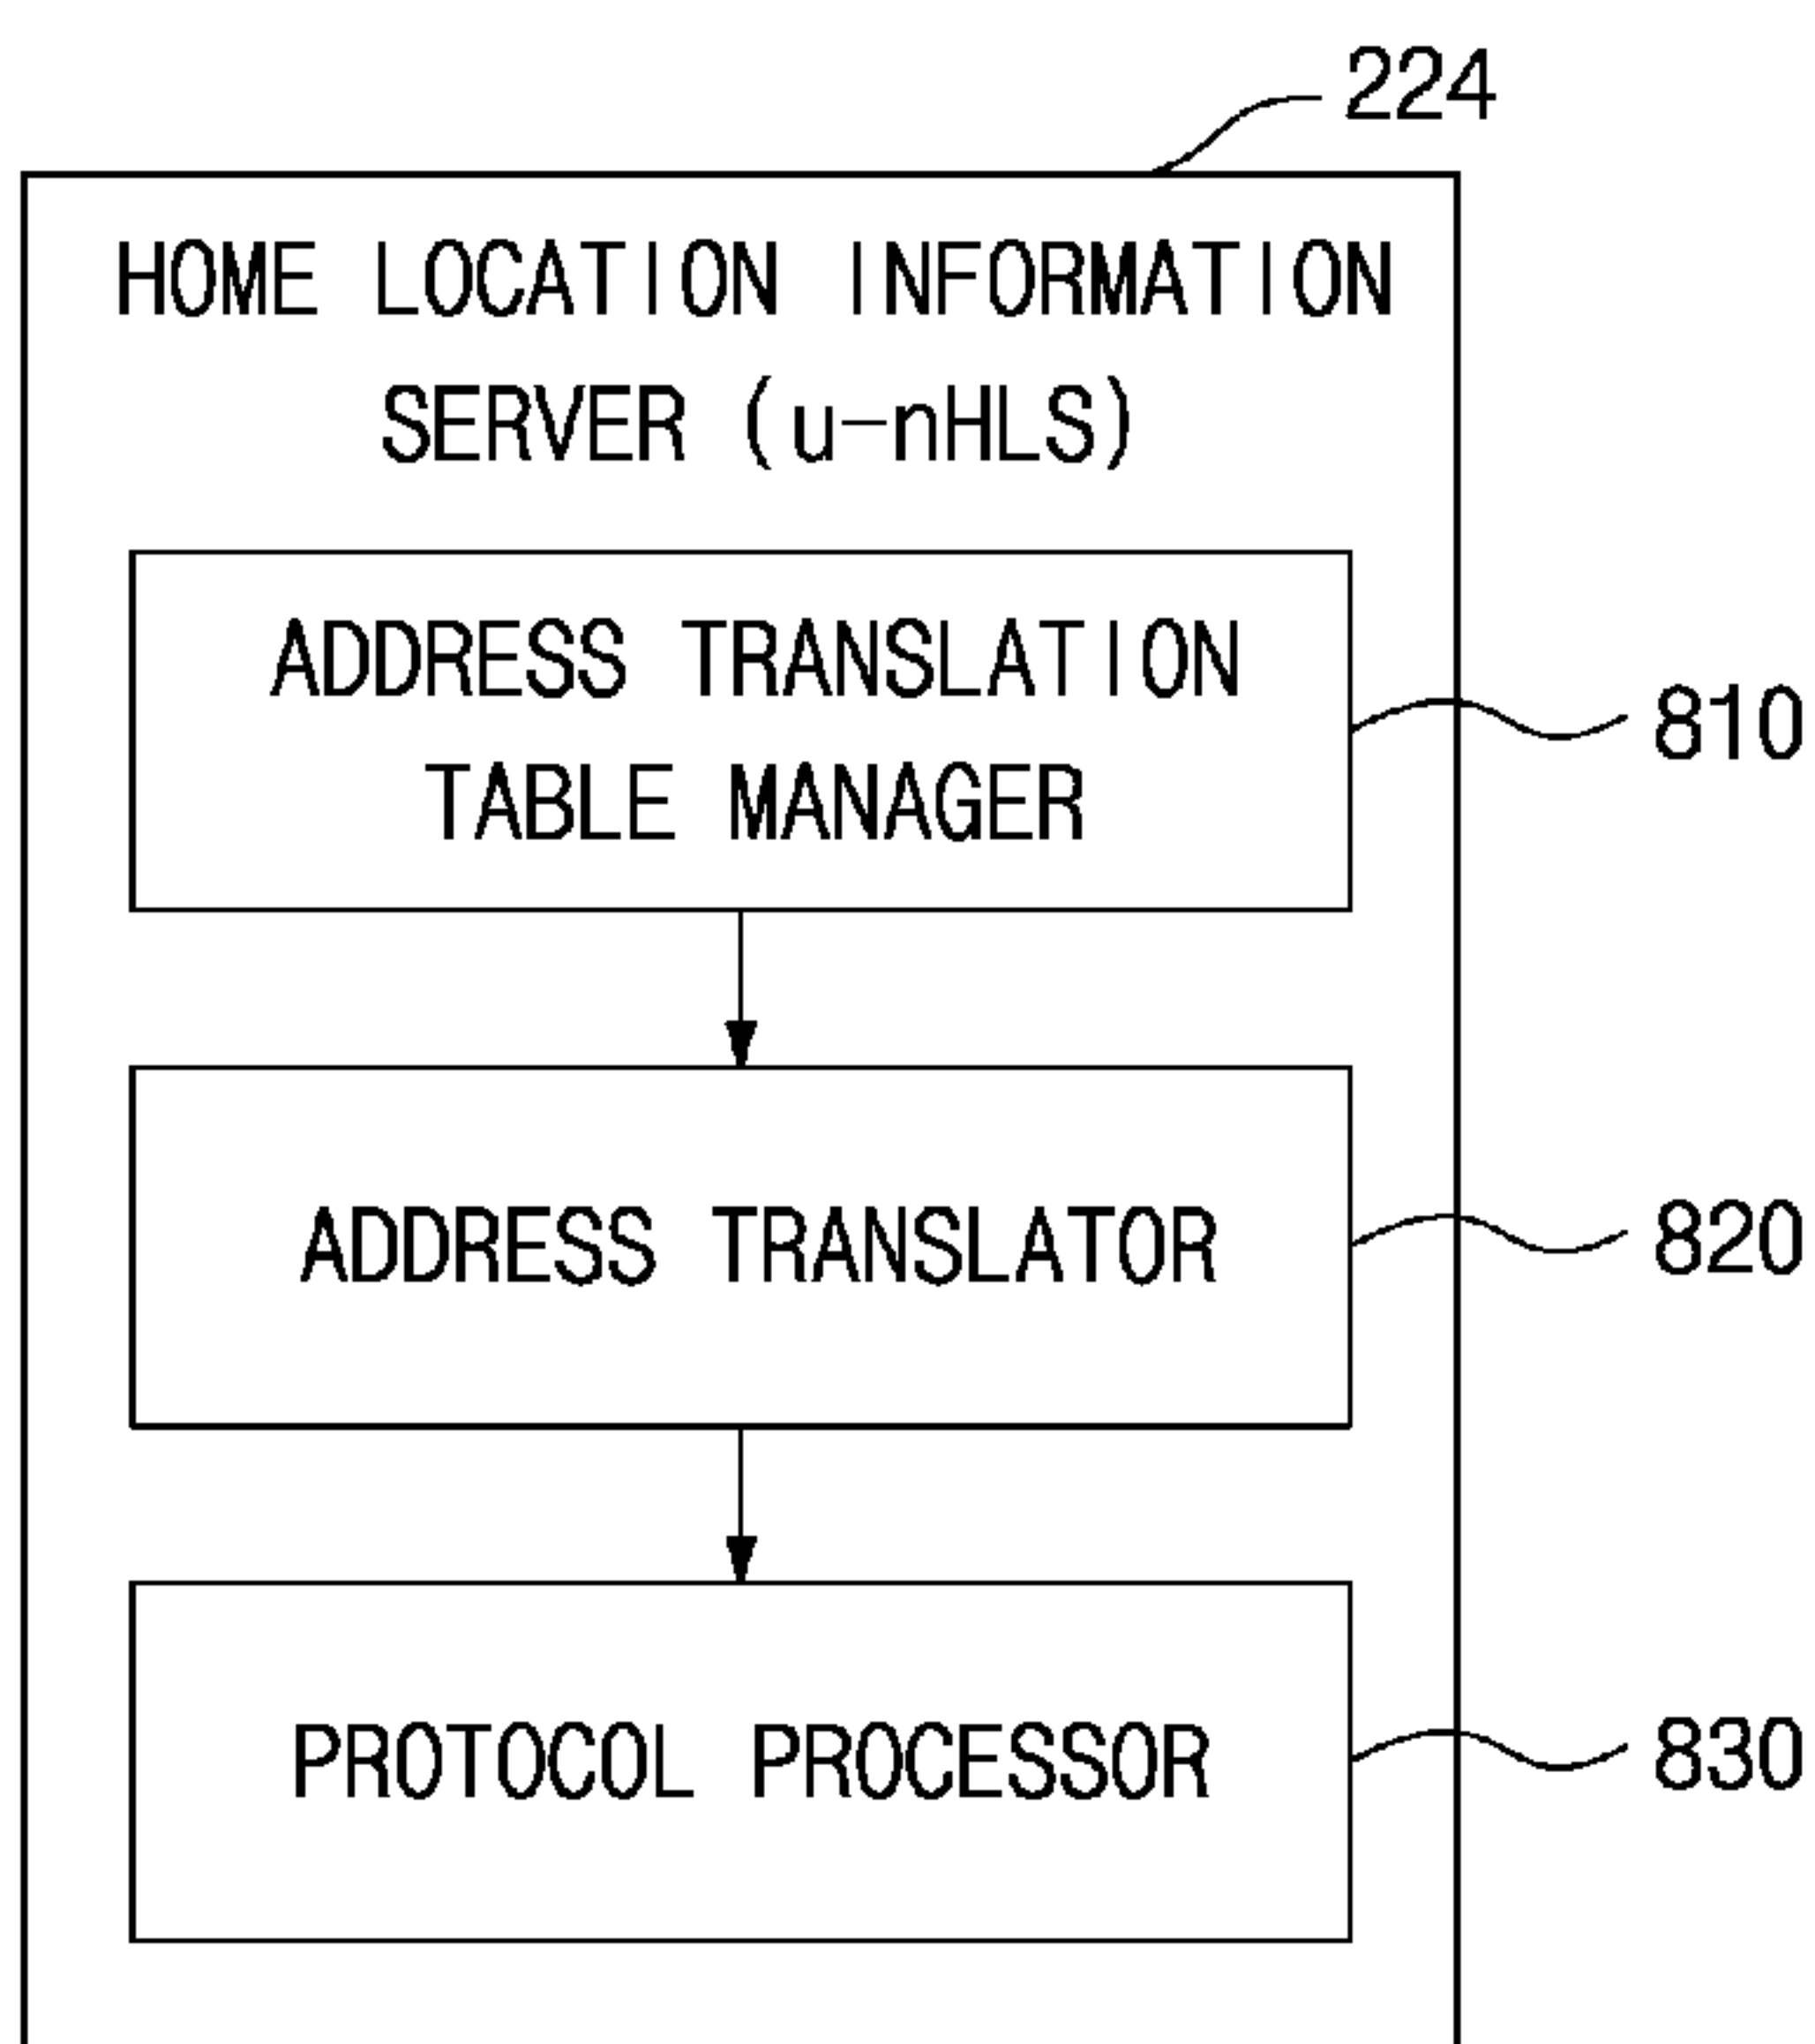 224
HOME LOCATION INFORMATION
SERVER (u-nHLS)
ADDRESS TRANSLATION
TABLE MANAGER
810
ADDRESS TRANSLATOR
820
PROTOCOL PROCESSOR
830